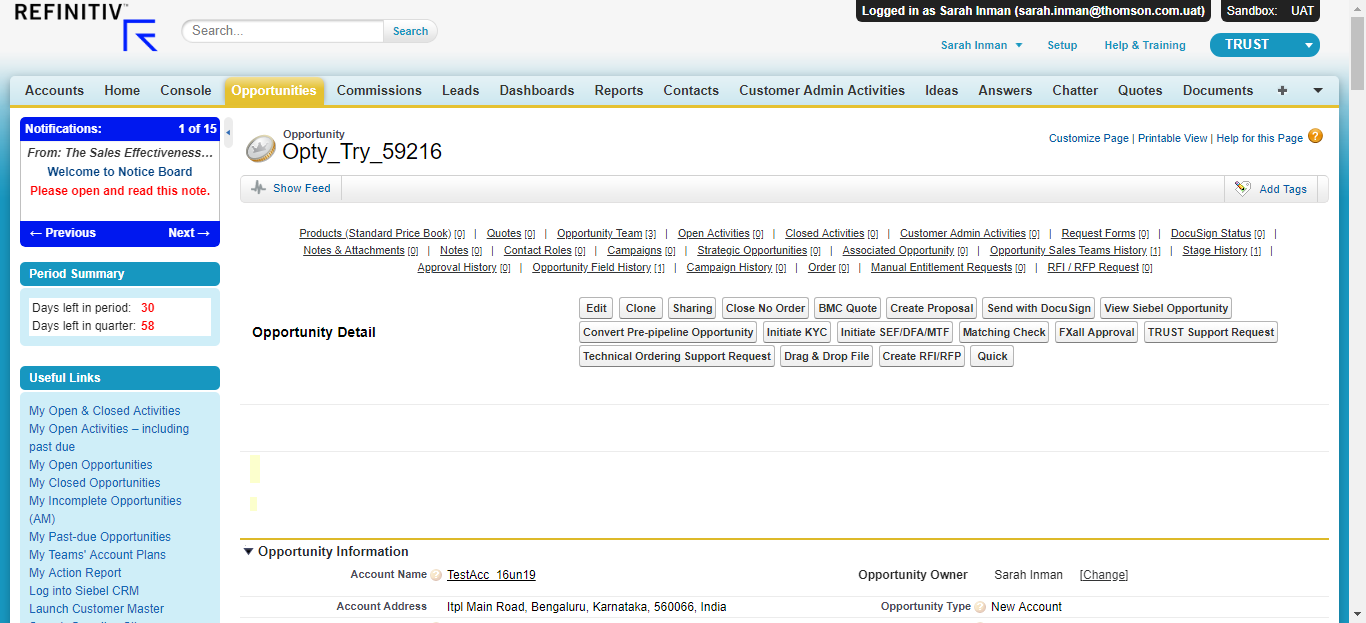 REFINITIV™
Search...
Search
Logged in as Sarah Inman (sarah.inman@thomson.com.uat)
Sandbox: UAT
Sarah Inman
Setup
Help & Training
TRUST
Accounts Home Console Opportunities Commissions Leads Dashboards Reports Contacts Customer Admin Activities Ideas Answers Chatter Quotes Documents +
Notifications: 1 of 15
From: The Sales Effectiveness...
Welcome to Notice Board
Please open and read this note.
← Previous Next →
Period Summary
Days left in period: 30
Days left in quarter: 58
Useful Links
My Open & Closed Activities
My Open Activities – including
past due
My Open Opportunities
My Closed Opportunities
My Incomplete Opportunities
(AM)
My Past-due Opportunities
My Teams' Account Plans
My Action Report
Log into Siebel CRM
Launch Customer Master
Opportunity
Opty_Try_59216
Customize Page | Printable View | Help for this Page ?
Show Feed
Add Tags
Products (Standard Price Book) [0] | Quotes [0] | Opportunity Team [3] | Open Activities [0] | Closed Activities [0] | Customer Admin Activities [0] | Request Forms [0] | DocuSign Status [0] |
Notes & Attachments [0] | Notes [0] | Contact Roles [0] | Campaigns [0] | Strategic Opportunities [0] | Associated Opportunity [0] | Opportunity Sales Teams History [1] | Stage History [1] |
Approval History [0] | Opportunity Field History [1] | Campaign History [0] | Order [0] | Manual Entitlement Requests [0] | RFI / RFP Request [0]
Opportunity Detail
Edit Clone Sharing Close No Order BMC Quote Create Proposal Send with DocuSign View Siebel Opportunity
Convert Pre-pipeline Opportunity Initiate KYC Initiate SEF/DFA/MTF Matching Check FXall Approval TRUST Support Request
Technical Ordering Support Request Drag & Drop File Create RFI/RFP Quick
Opportunity Information
Account Name ? TestAcc_16un19
Opportunity Owner Sarah Inman [Change]
Account Address Itpl Main Road, Bengaluru, Karnataka, 560066, India
Opportunity Type ? New Account